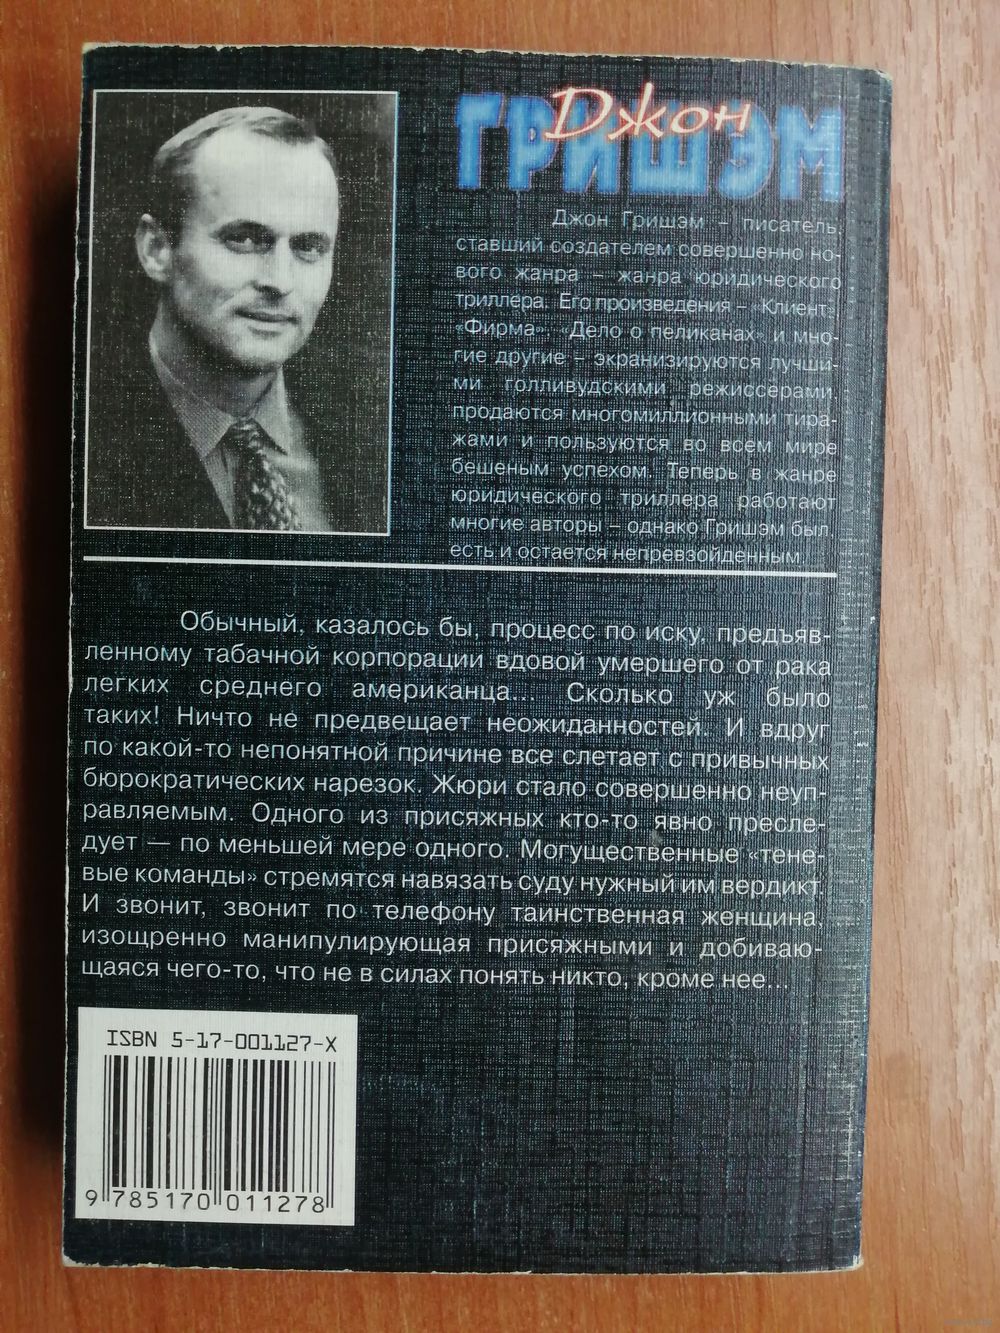 Джон
ГРИШЭМ
Джон Гришэм – писатель,
ставший создателем совершенно но-
вого жанра – жанра юридического
триллера. Его произведения – «Клиент»,
«Фирма», «Дело о пеликанах» и мно-
гие другие – экранизируются лучши-
ми голливудскими режиссерами,
продаются многомиллионными тира-
жами и пользуются во всем мире
бешеным успехом. Теперь в жанре
юридического триллера работают
многие авторы – однако Гришэм был,
есть и остается непревзойденным
Обычный, казалось бы, процесс по иску, предъяв-
ленному табачной корпорации вдовой умершего от рака
легких среднего американца... Сколько уж было
таких! Ничто не предвещает неожиданностей. И вдруг
по какой-то непонятной причине все слетает с привычных
бюрократических нарезок. Жюри стало совершенно неуп-
равляемым. Одного из присяжных кто-то явно пресле-
дует — по меньшей мере одного. Могущественные «тене-
вые команды» стремятся навязать суду нужный им вердикт.
И звонит, звонит по телефону таинственная женщина,
изощренно манипулирующая присяжными и добиваю-
щаяся чего-то, что не в силах понять никто, кроме нее...
ISBN 5-17-001127-X
9 785170 011278